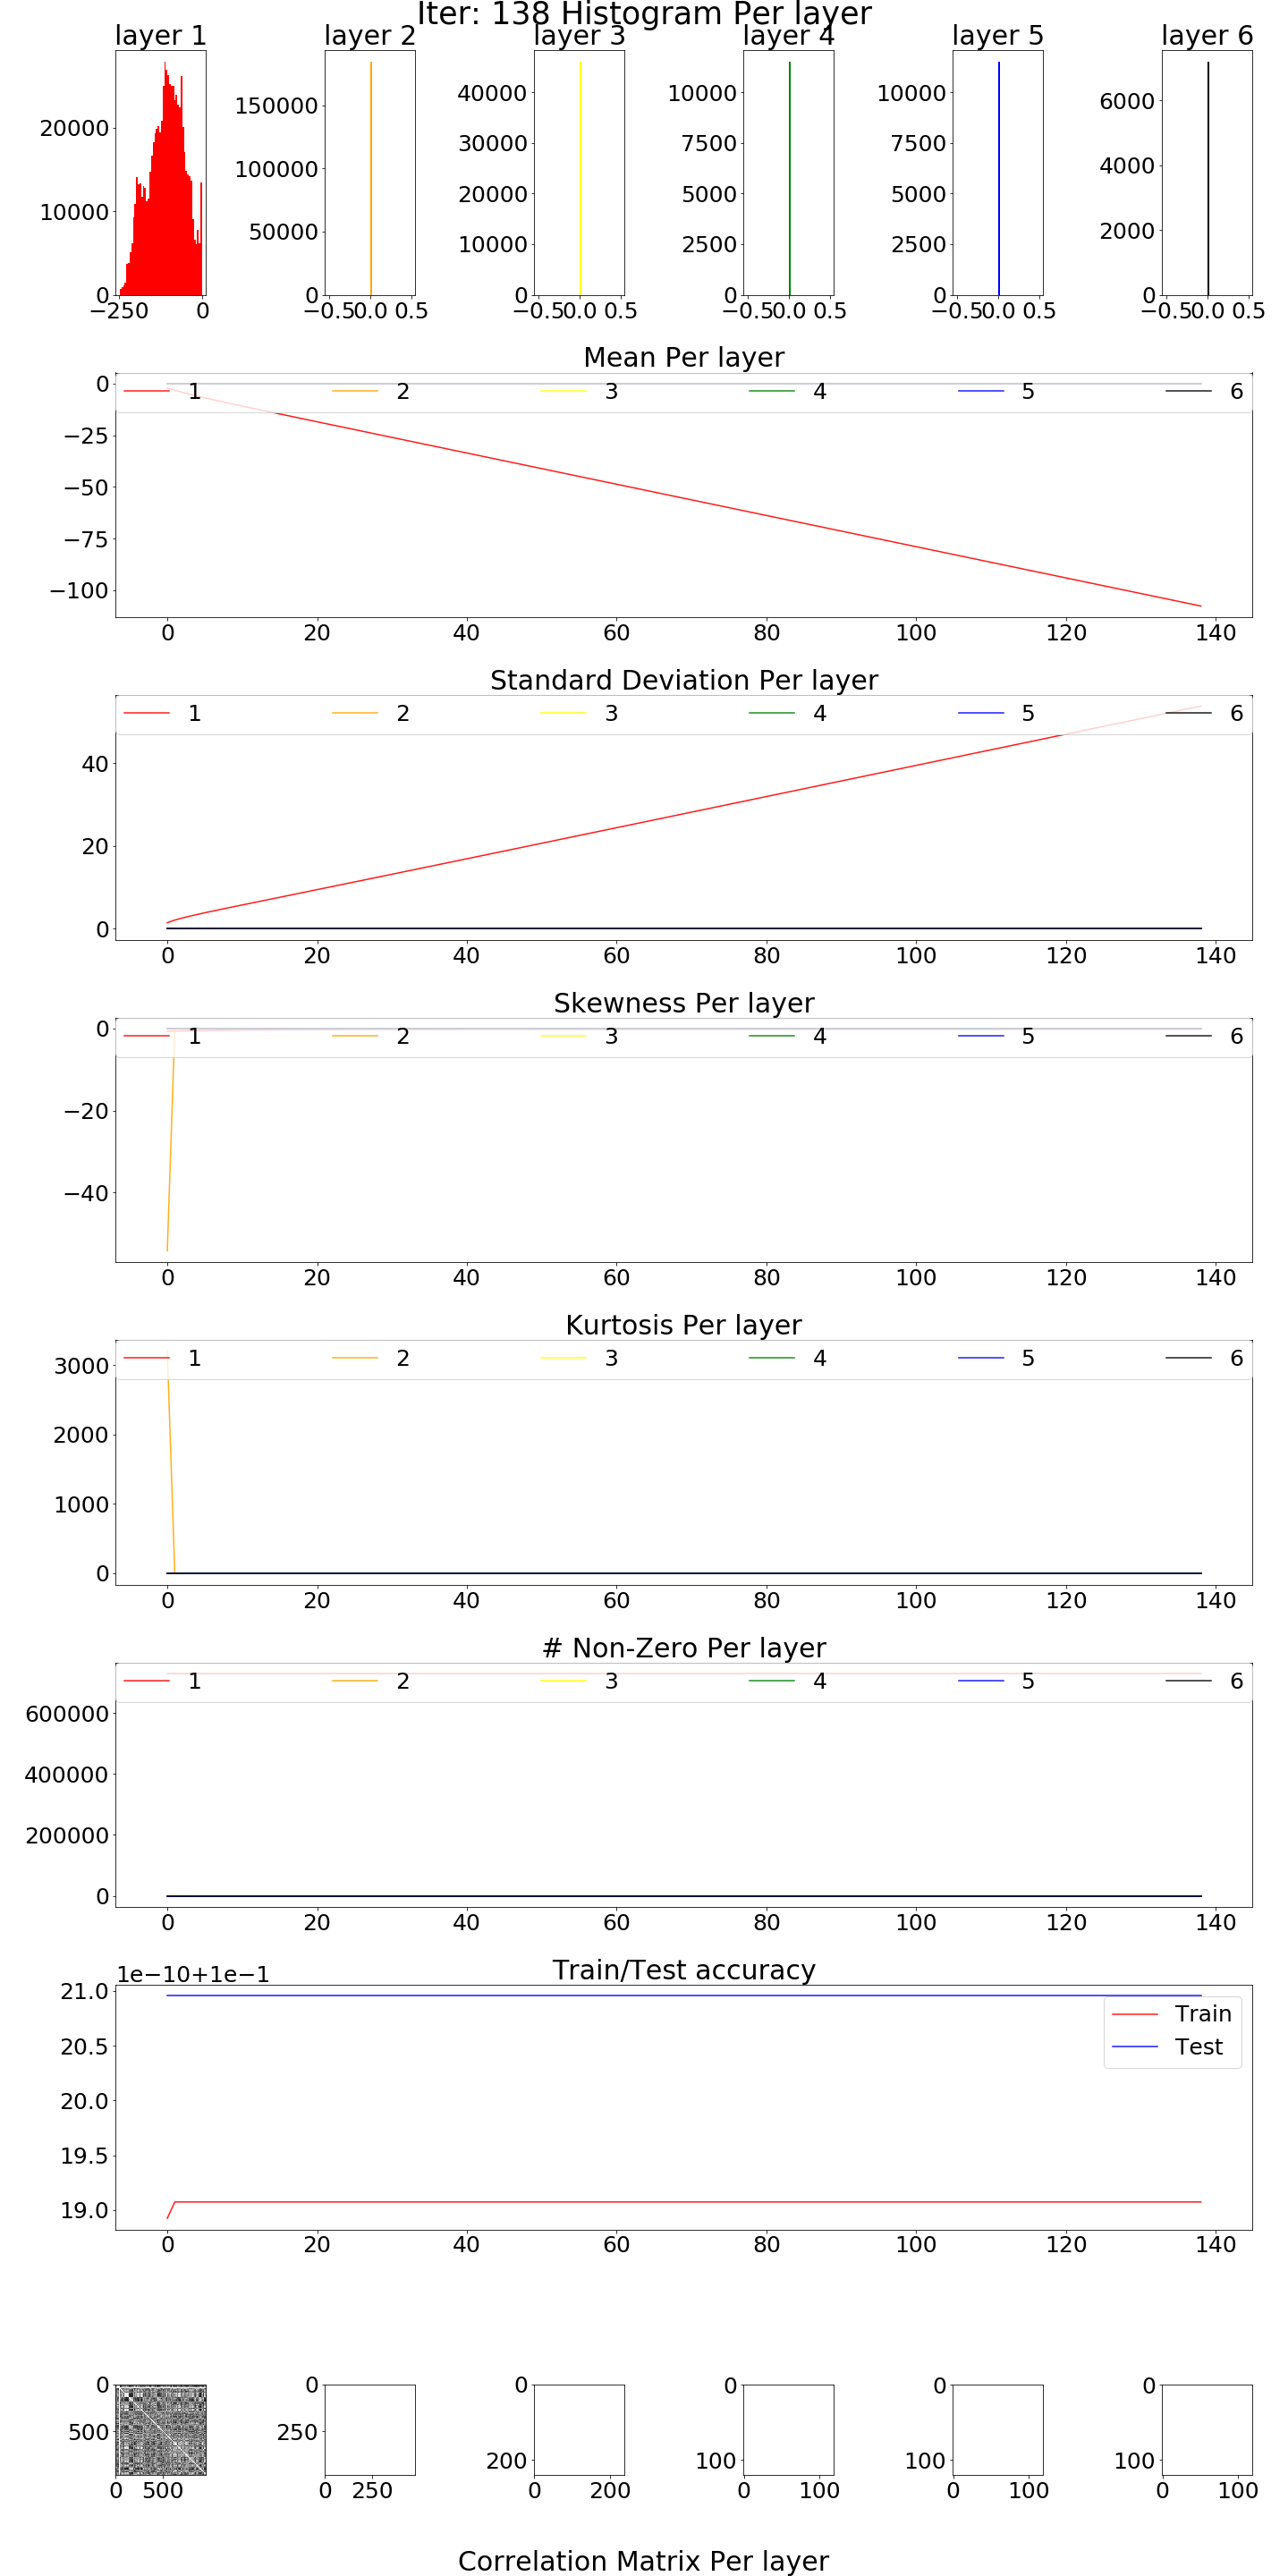 Iter: 138 Histogram Per layer
layer 1 layer 2 layer 3 layer 4 layer 5 layer 6
20000 10000 0
−250 0
150000 100000 50000 0
−0.5 0.0 0.5
40000 30000 20000 10000 0
−0.5 0.0 0.5
10000 7500 5000 2500 0
−0.5 0.0 0.5
10000 7500 5000 2500 0
−0.5 0.0 0.5
6000 4000 2000 0
−0.5 0.0 0.5
Mean Per layer
1 2 3 4 5 6
0
−25
−50
−75
−100
0 20 40 60 80 100 120 140
Standard Deviation Per layer
1 2 3 4 5 6
40
20
0
0 20 40 60 80 100 120 140
Skewness Per layer
1 2 3 4 5 6
0
−20
−40
0 20 40 60 80 100 120 140
Kurtosis Per layer
1 2 3 4 5 6
3000
2000
1000
0
0 20 40 60 80 100 120 140
# Non-Zero Per layer
1 2 3 4 5 6
600000
400000
200000
0
0 20 40 60 80 100 120 140
Train/Test accuracy
1e−10+1e−1
21.0
20.5
20.0
19.5
19.0
Train
Test
0 20 40 60 80 100 120 140
0 500
0 500
0 250
0 250
0 200
0 200
0 100
0 100
0 100
0 100
0 100
0 100
Correlation Matrix Per layer